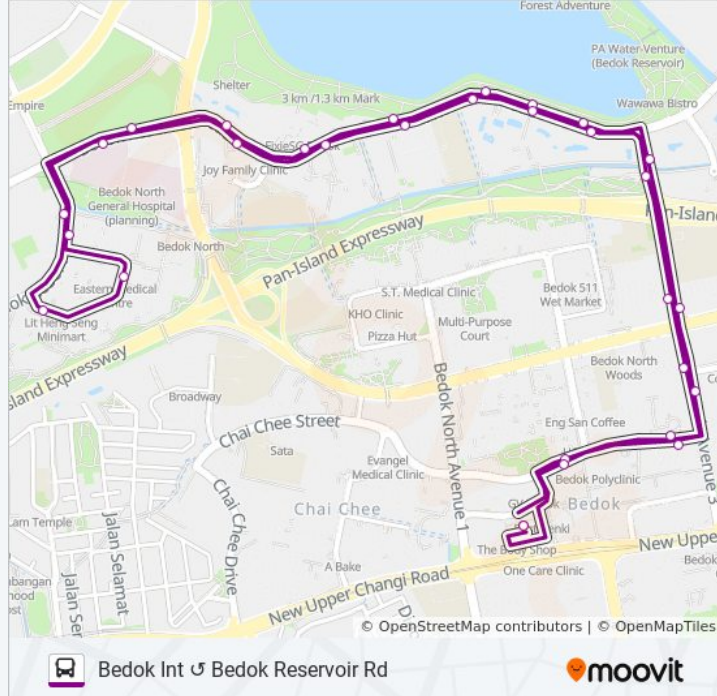 Forest Adventure
PA Water-Venture
(Bedok Reservoir)
Shelter
3 km /1.3 km Mark
Wawawa Bistro
Empire
Joy Family Clinic
Bedok North
General Hospital
(planning)
Bedok North
Pan-Island Expressway
Eastern Medical
Lit Heng Seng
Minimart
S.T. Medical Clinic
Bedok 511
Wet Market
KHO Clinic
Multi-Purpose
Court
Pizza Hut
Island Expressway
Bedok North
Woods
Broadway
Bedok North Avenue 1
Chai Chee Street
Eng San Coffee
Sata
Evangel
Medical Clinic
Bedok Polyclinic
Avenue 3
Chai Chee Drive
Chai Chee
Bedok
Jalan Selamat
The Body Shop
New Upper
A Bake
One Care Clinic
New Upper Changi Road
© OpenStreetMap contributors | © OpenMapTiles
Bedok Int ↺ Bedok Reservoir Rd
moovit